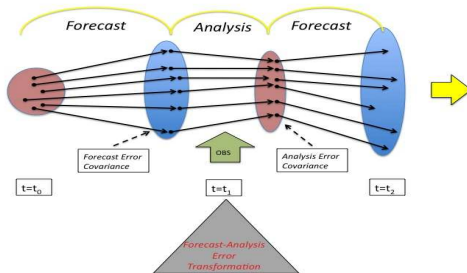 Forecast Analysis Forecast
Forecast Error
Covariance
OBS
Analysis Error
Covariance
t=t₀ t=t₁ t=t₂
Forecast-Analysis
Error
Transformation